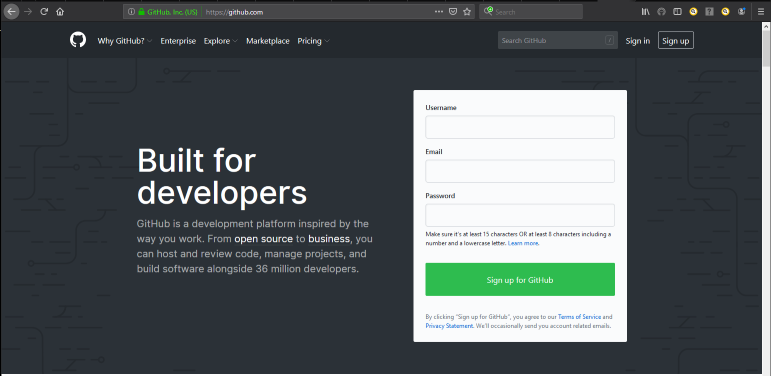 GitHub, Inc. (US)
https://github.com
Search
Why GitHub?
Enterprise
Explore
Marketplace
Pricing
Search GitHub
/
Sign in
Sign up
Built for
developers
GitHub is a development platform inspired by the
way you work. From open source to business, you
can host and review code, manage projects, and
build software alongside 36 million developers.
Username
Email
Password
Make sure it's at least 15 characters OR at least 8 characters including a
number and a lowercase letter. Learn more.
Sign up for GitHub
By clicking "Sign up for GitHub", you agree to our Terms of Service and
Privacy Statement. We'll occasionally send you account related emails.